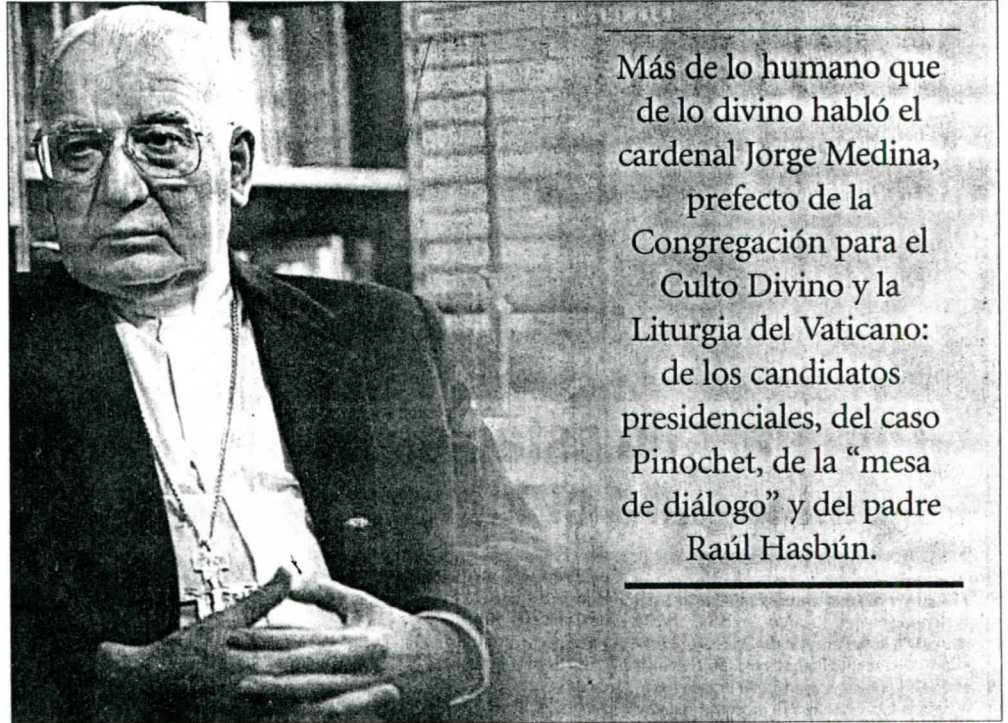 Más de lo humano que
de lo divino habló el
cardenal Jorge Medina,
prefecto de la
Congregación para el
Culto Divino y la
Liturgia del Vaticano:
de los candidatos
presidenciales, del caso
Pinochet, de la “mesa
de diálogo” y del padre
Raúl Hasbún.